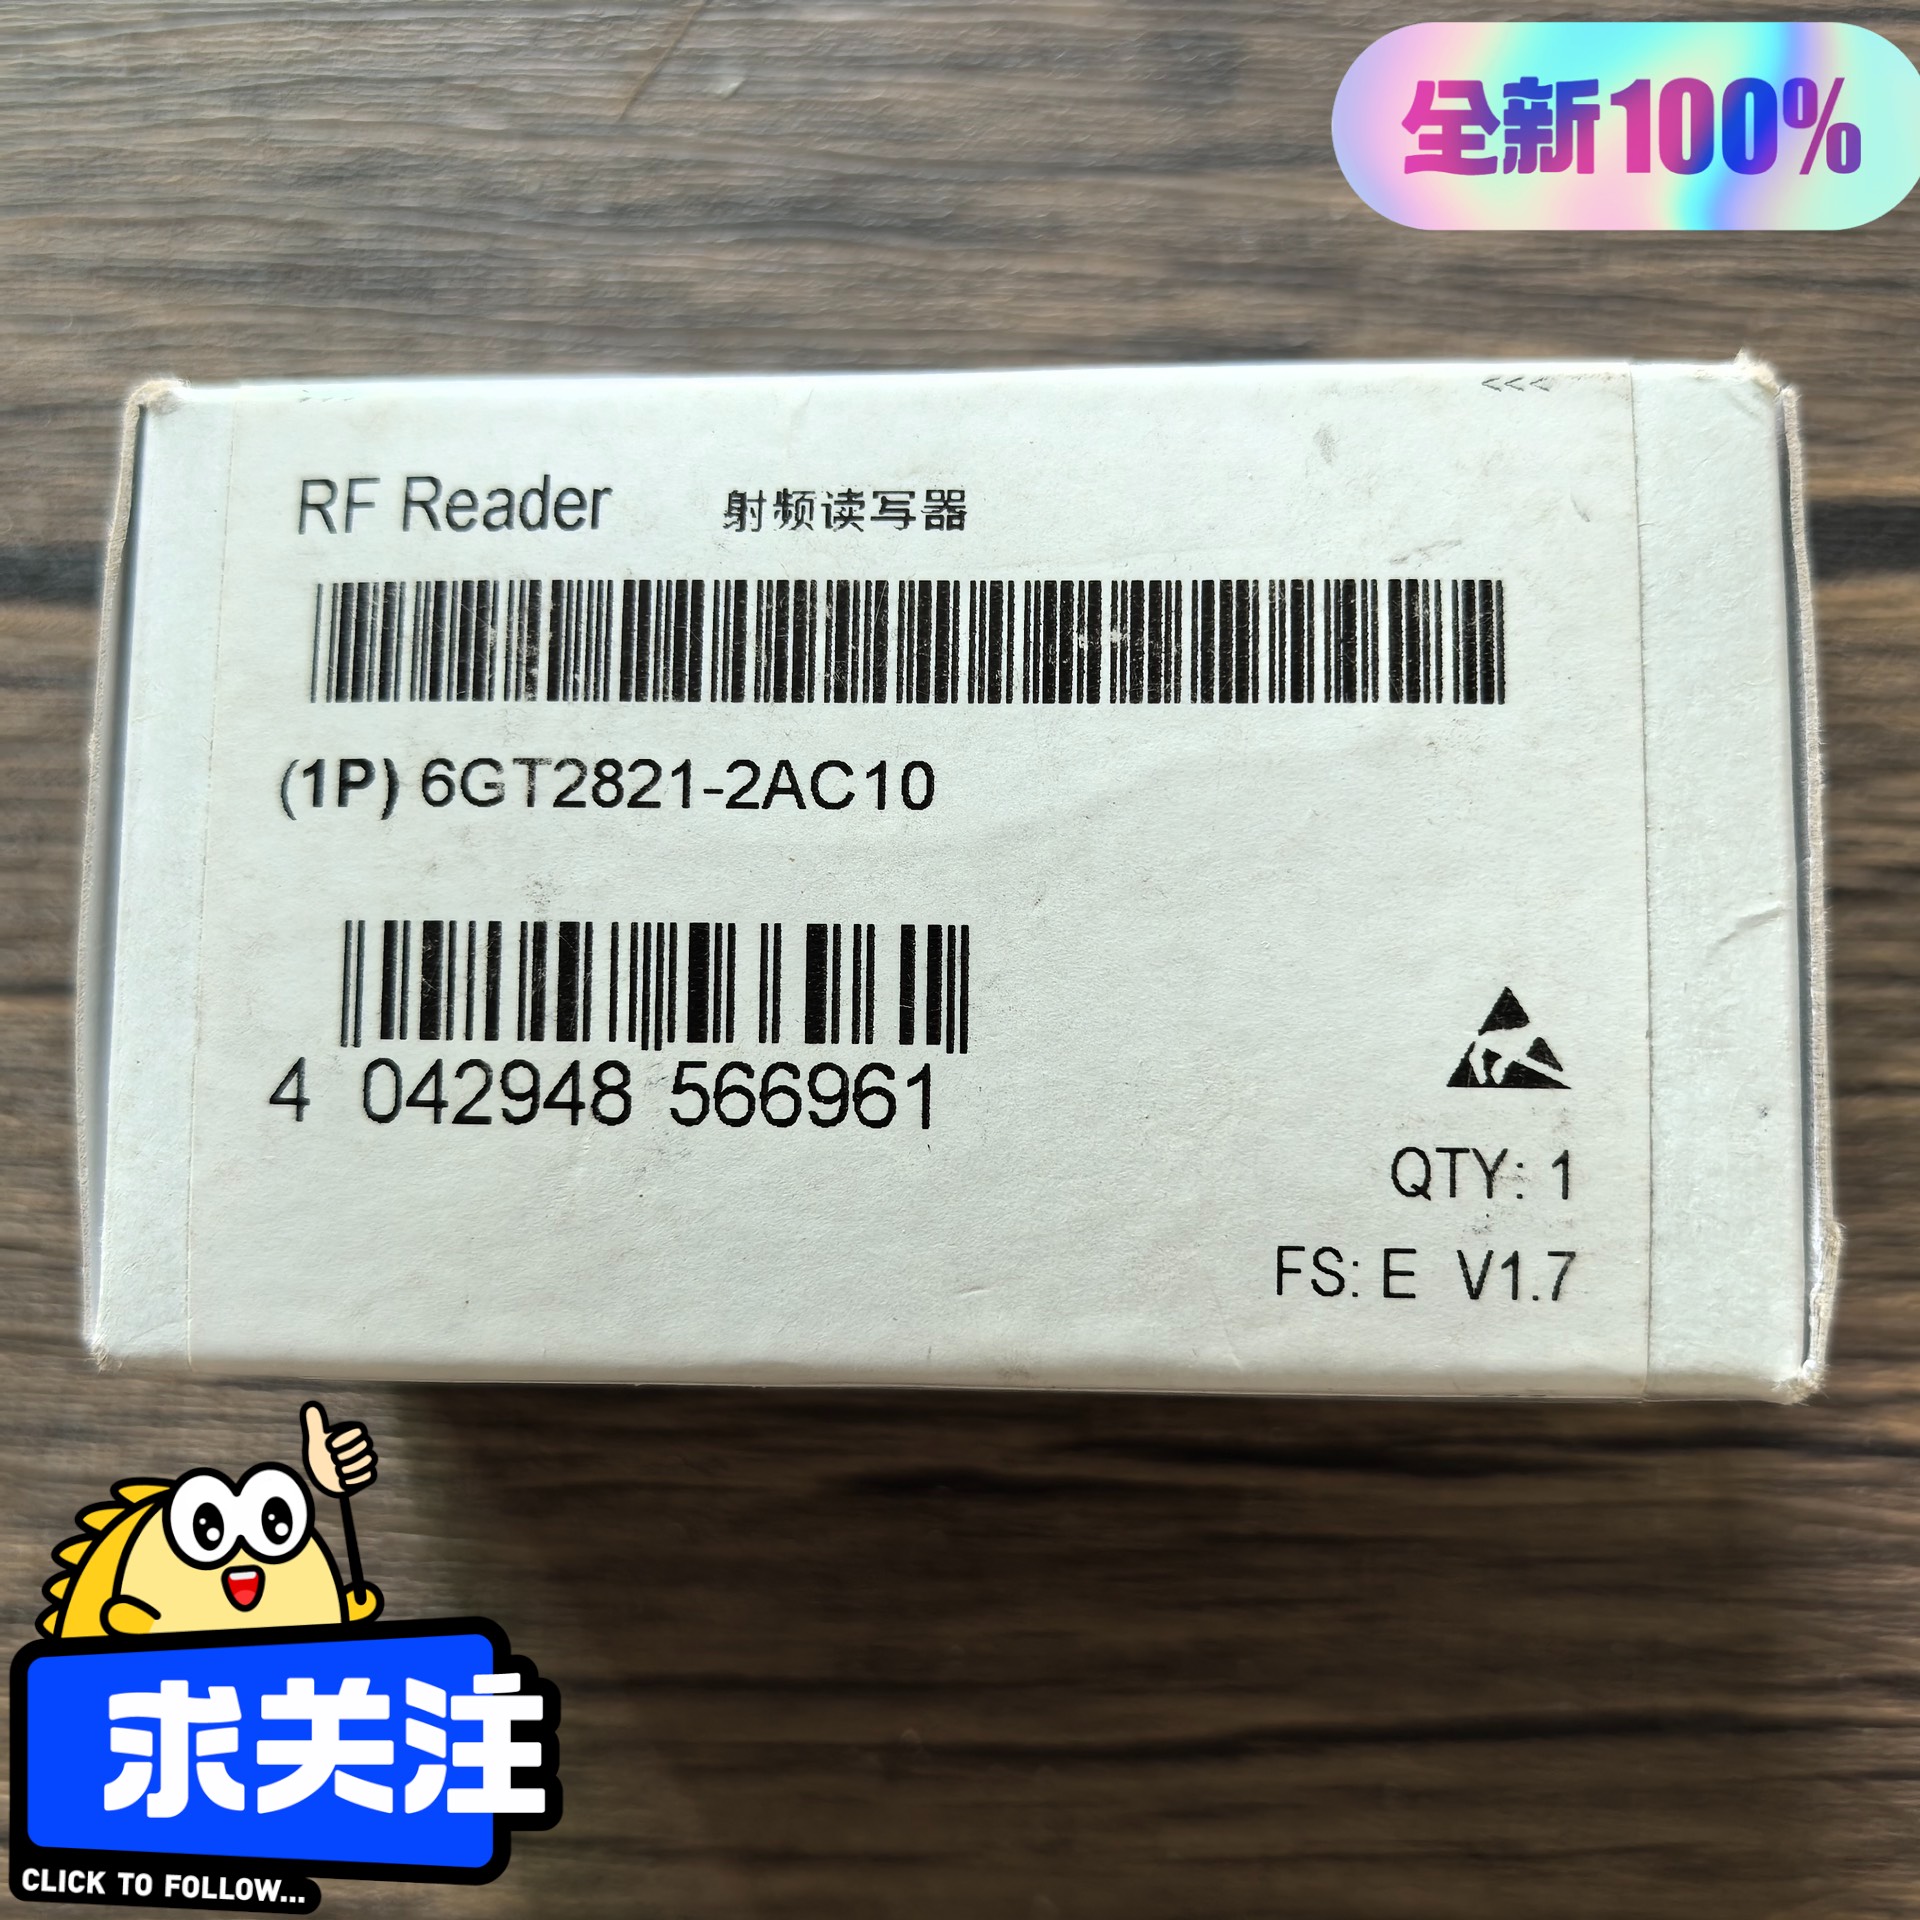 全新100%
<<<
RF Reader 射频读写器
(1P) 6GT2821-2AC10
4 042948 566961
QTY: 1
FS: E V1.7
求关注
CLICK TO FOLLOW...